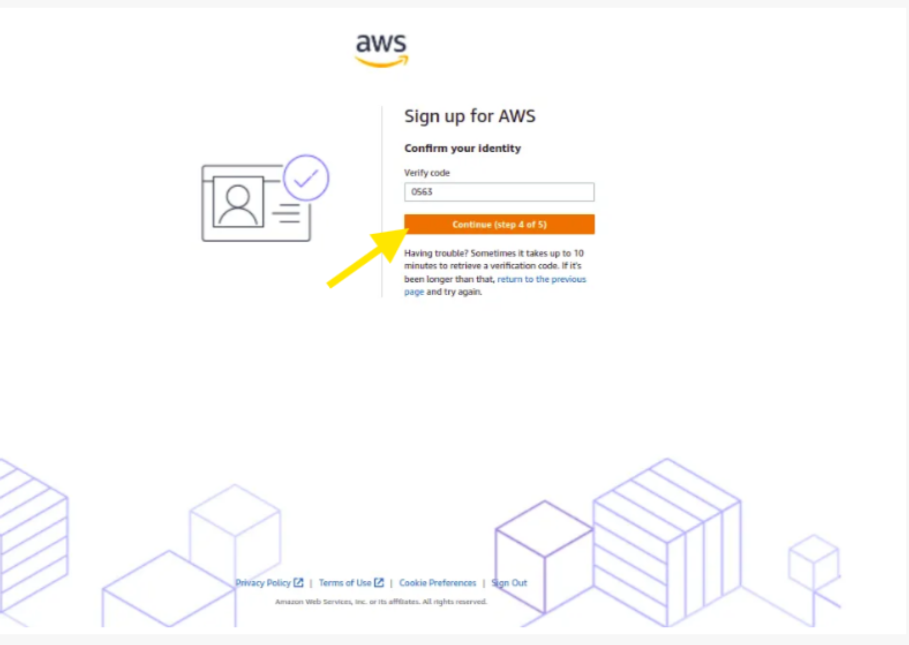 aws
Sign up for AWS
Confirm your identity
Verify code
0563
Continue (step 4 of 5)
Having trouble? Sometimes it takes up to 10
minutes to retrieve a verification code. If it's
been longer than that, return to the previous
page and try again.
Privacy Policy | Terms of Use | Cookie Preferences | Sign Out
Amazon Web Services, Inc. or its affiliates. All rights reserved.